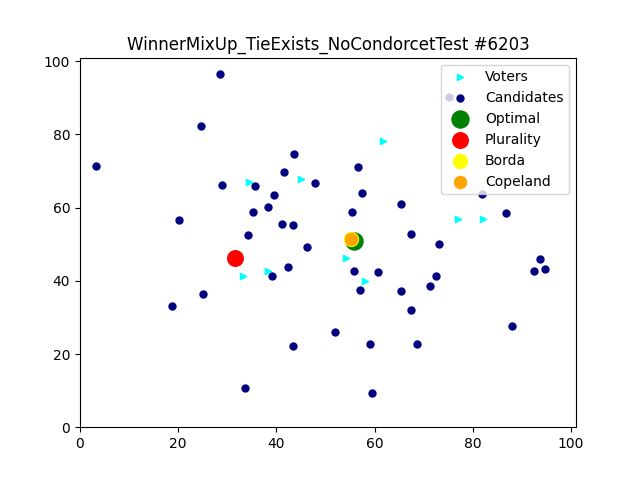 WinnerMixUp_TieExists_NoCondorcetTest #6203
100
80
60
40
20
0
0 20 40 60 80 100
Voters
Candidates
Optimal
Plurality
Borda
Copeland